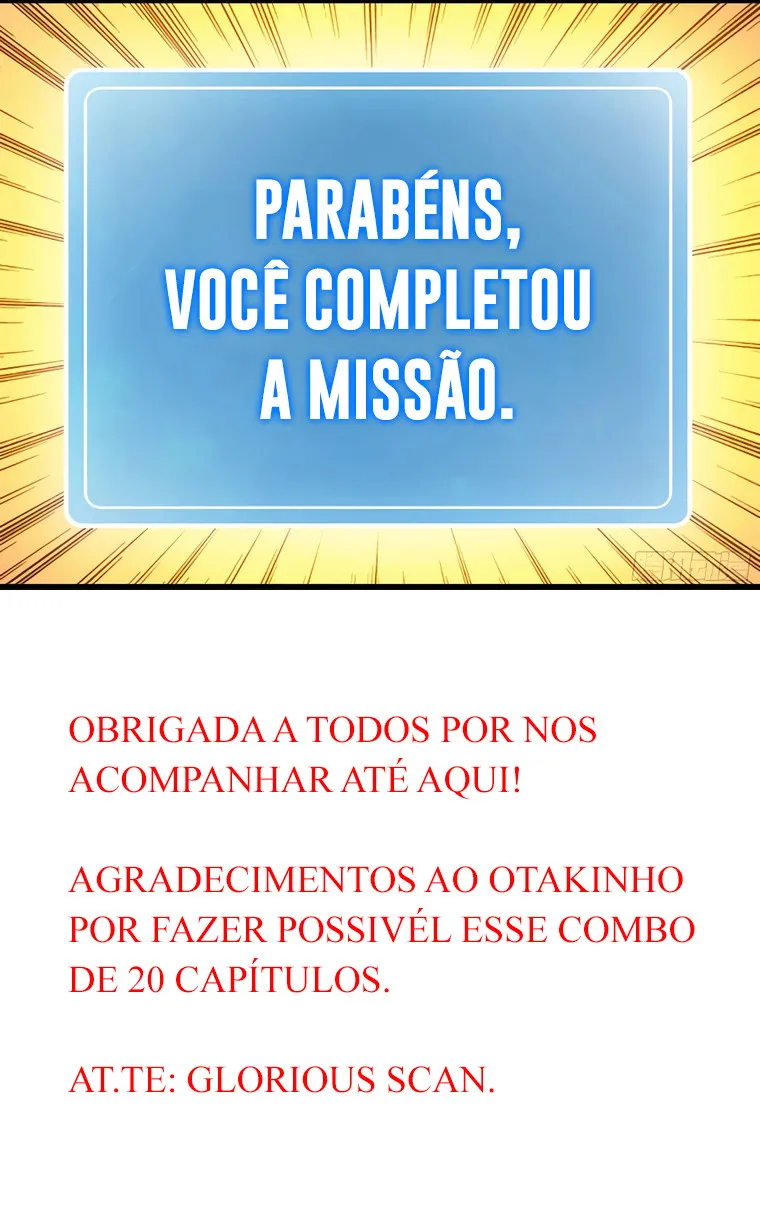 PARABÉNS,
VOCÊ COMPLETOU
A MISSÃO.
OBRIGADA A TODOS POR NOS
ACOMPANHAR ATÉ AQUI!
AGRADECIMENTOS AO OTAKINHO
POR FAZER POSSIVÉL ESSE COMBO
DE 20 CAPÍTULOS.
AT.TE: GLORIOUS SCAN.